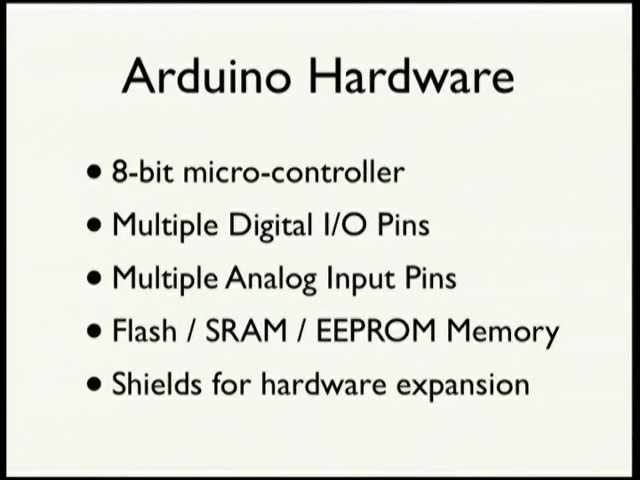 Arduino Hardware
• 8-bit micro-controller
• Multiple Digital I/O Pins
• Multiple Analog Input Pins
• Flash / SRAM / EEPROM Memory
• Shields for hardware expansion